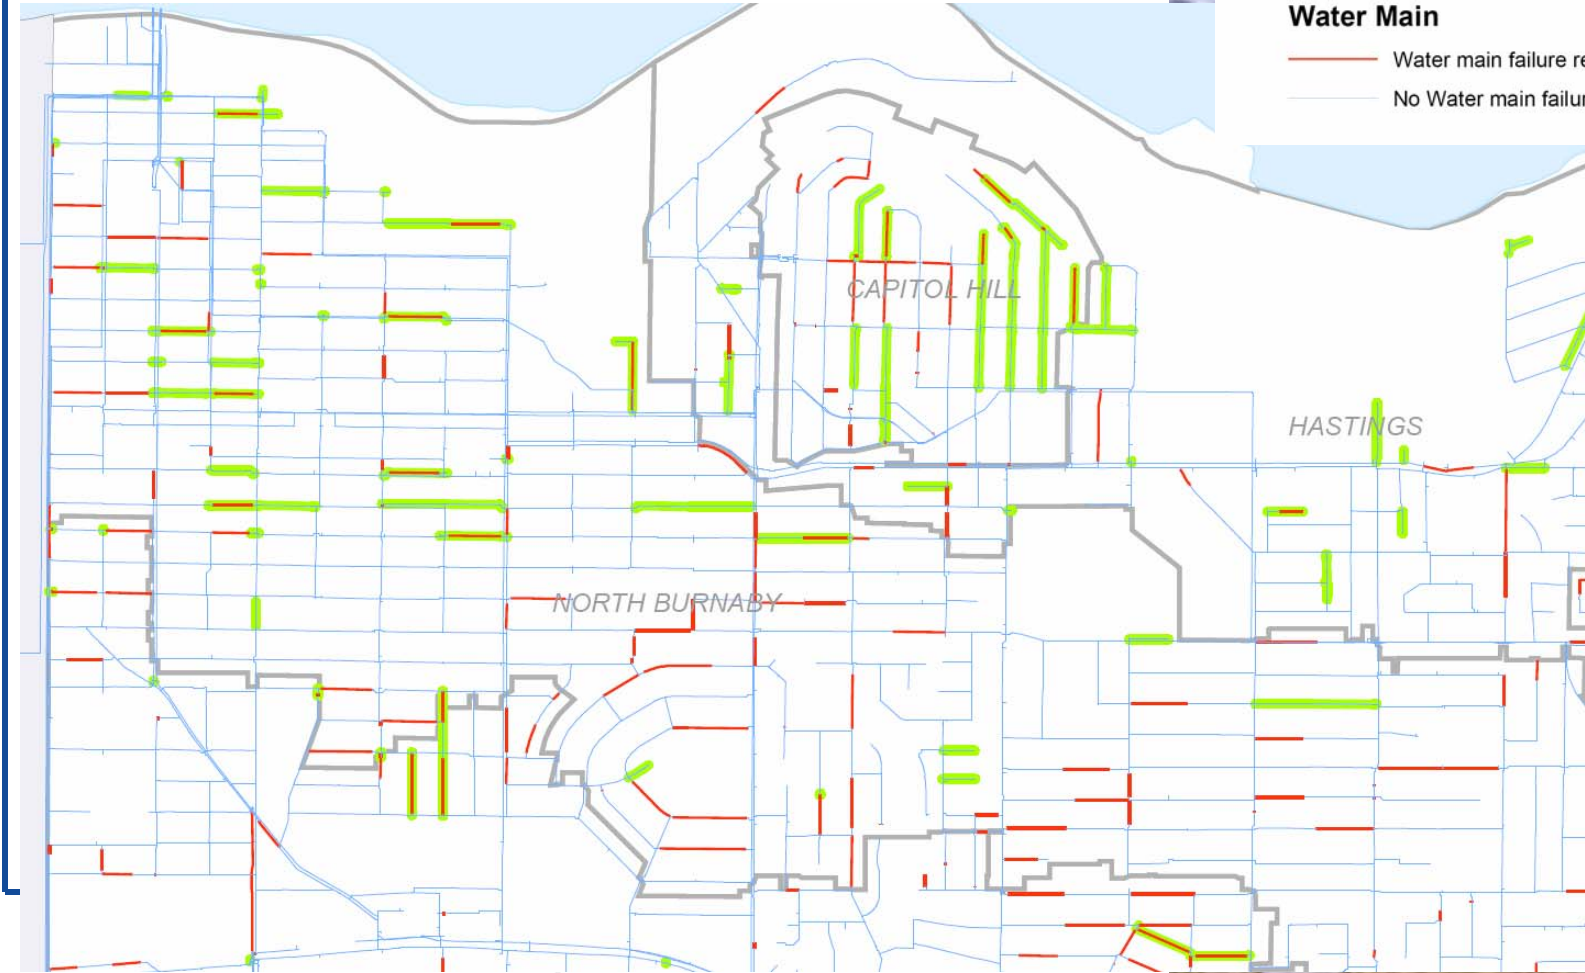 Water Main
Water main failure re
No Water main failur
CAPITOL HILL
HASTINGS
NORTH BURNABY